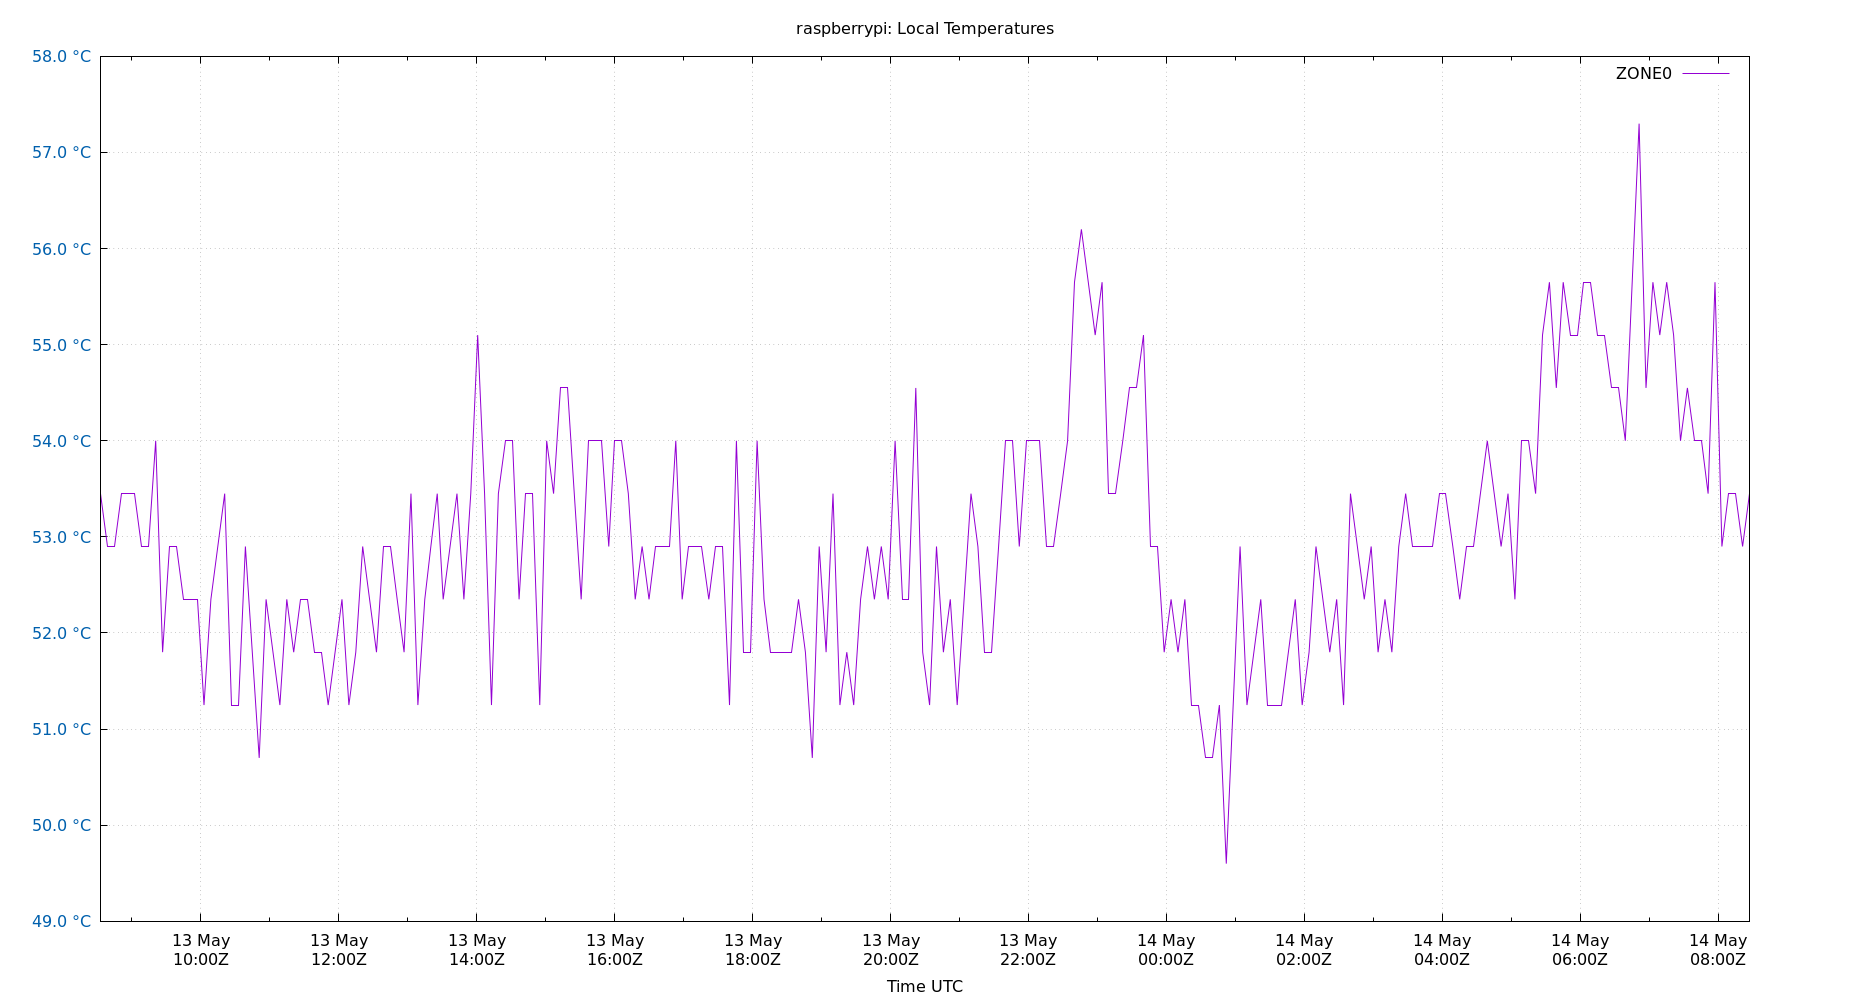 raspberrypi: Local Temperatures
58.0 °C
ZONE0
57.0 °C
56.0 °C
55.0 °C
54.0 °C
53.0 °C
52.0 °C
51.0 °C
50.0 °C
49.0 °C
13 May 13 May 13 May 13 May 13 May 13 May 13 May 14 May 14 May 14 May 14 May 14 May
10:00Z 12:00Z 14:00Z 16:00Z 18:00Z 20:00Z 22:00Z 00:00Z 02:00Z 04:00Z 06:00Z 08:00Z
Time UTC